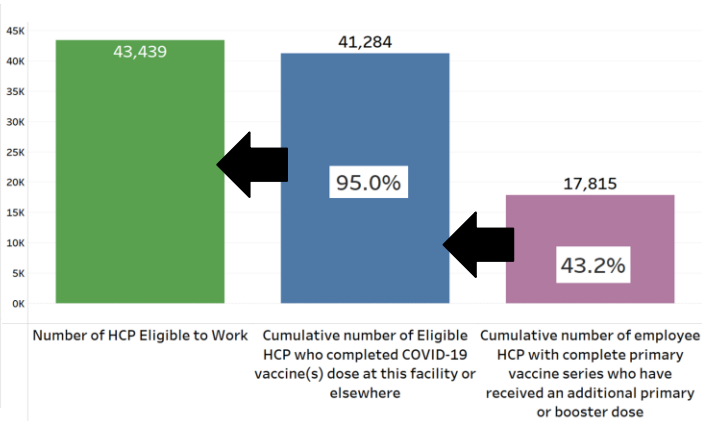 45K
40K
35K
30K
25K
20K
15K
10K
5K
0K
43,439
41,284
95.0%
17,815
43.2%
Number of HCP Eligible to Work
Cumulative number of Eligible
HCP who completed COVID-19
vaccine(s) dose at this facility or
elsewhere
Cumulative number of employee
HCP with complete primary
vaccine series who have
received an additional primary
or booster dose